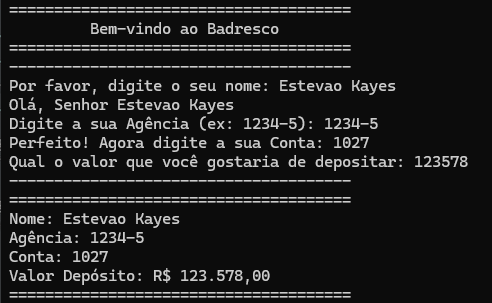 ======================================
Bem-vindo ao Badresco
======================================
--------------------------------------
Por favor, digite o seu nome: Estevao Kayes
Olá, Senhor Estevao Kayes
Digite a sua Agência (ex: 1234-5): 1234-5
Perfeito! Agora digite a sua Conta: 1027
Qual o valor que você gostaria de depositar: 123578
--------------------------------------
======================================
Nome: Estevao Kayes
Agência: 1234-5
Conta: 1027
Valor Depósito: R$ 123.578,00
======================================